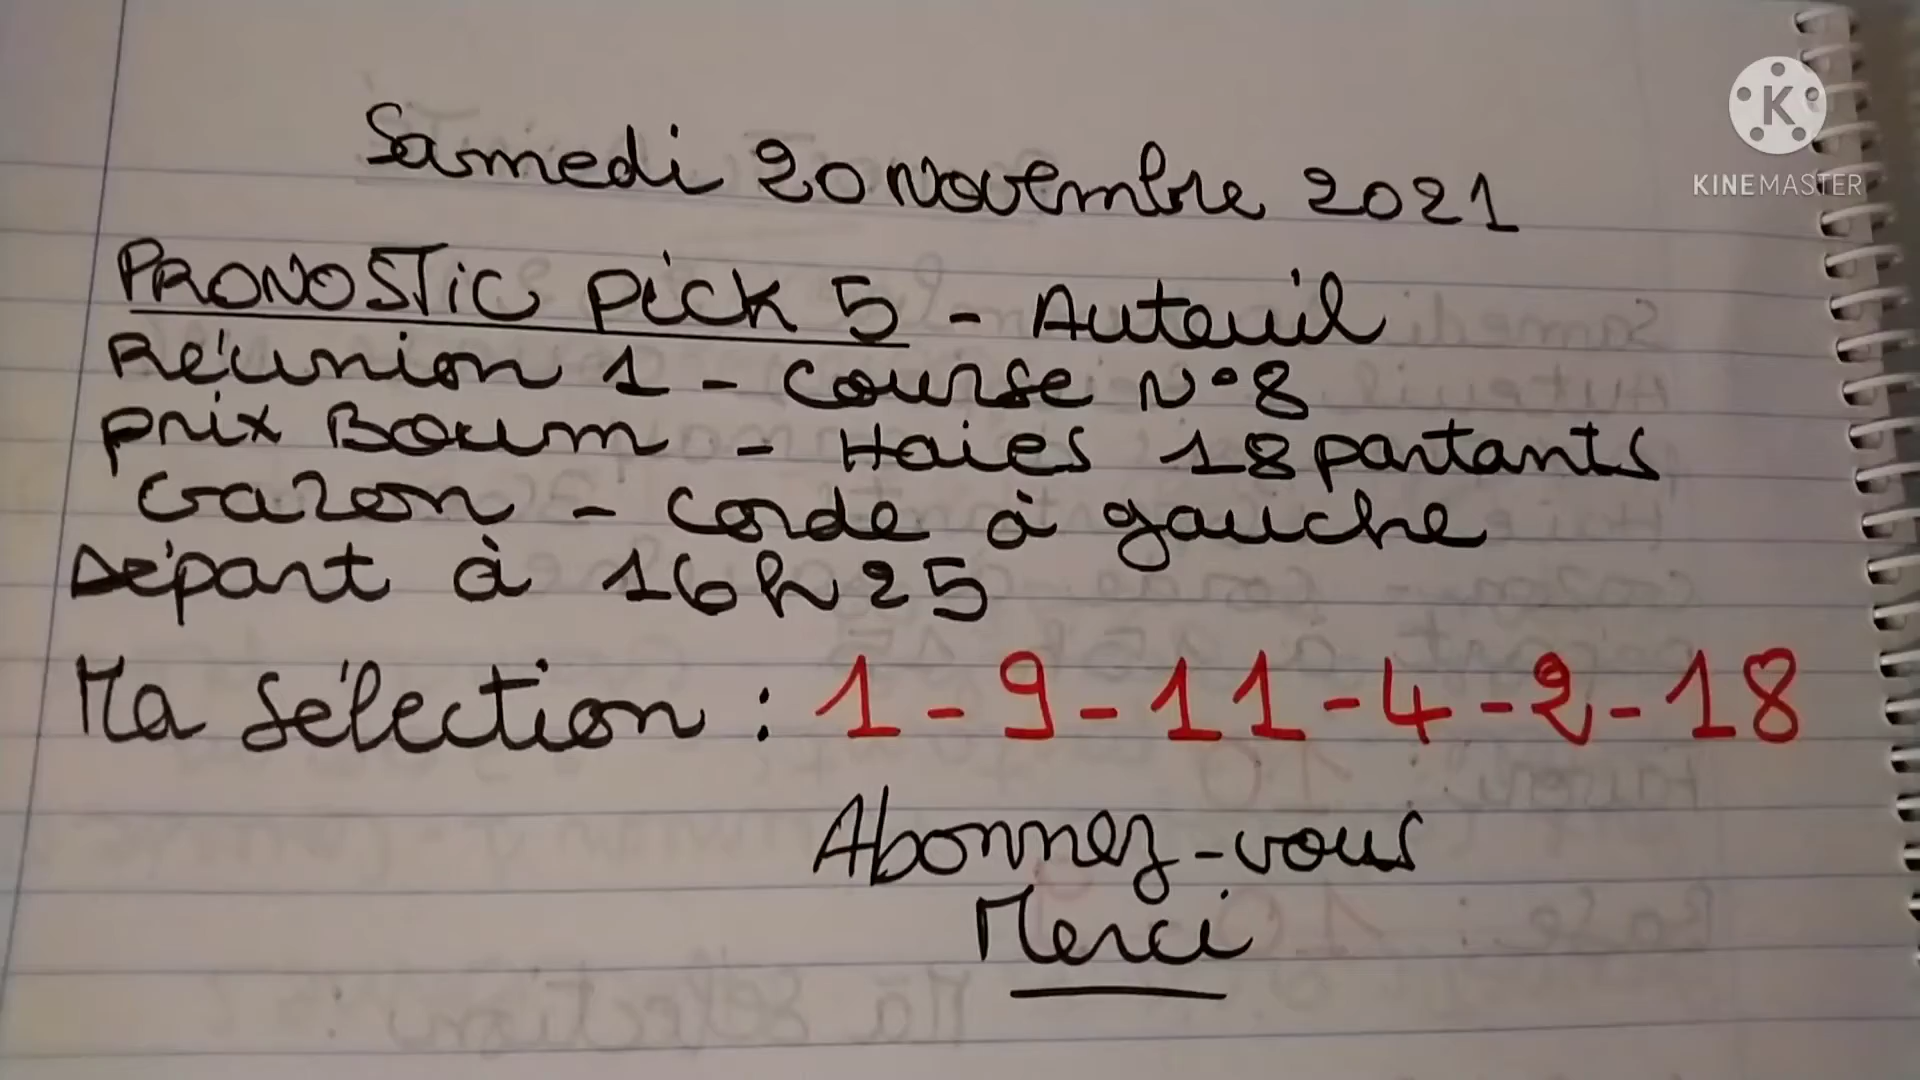 Samedi 20 Novembre 2021
PRONOSTIC PICK 5 - Auteuil
Réunion 1 - Course N°8
prix Boum - Haies 18 partants
Gazon - Corde à gauche
Départ à 16h25
Ma sélection : 1 - 9 - 11 - 4 - 2 - 18
Abonnez-vous
Merci
K
KINEMASTER